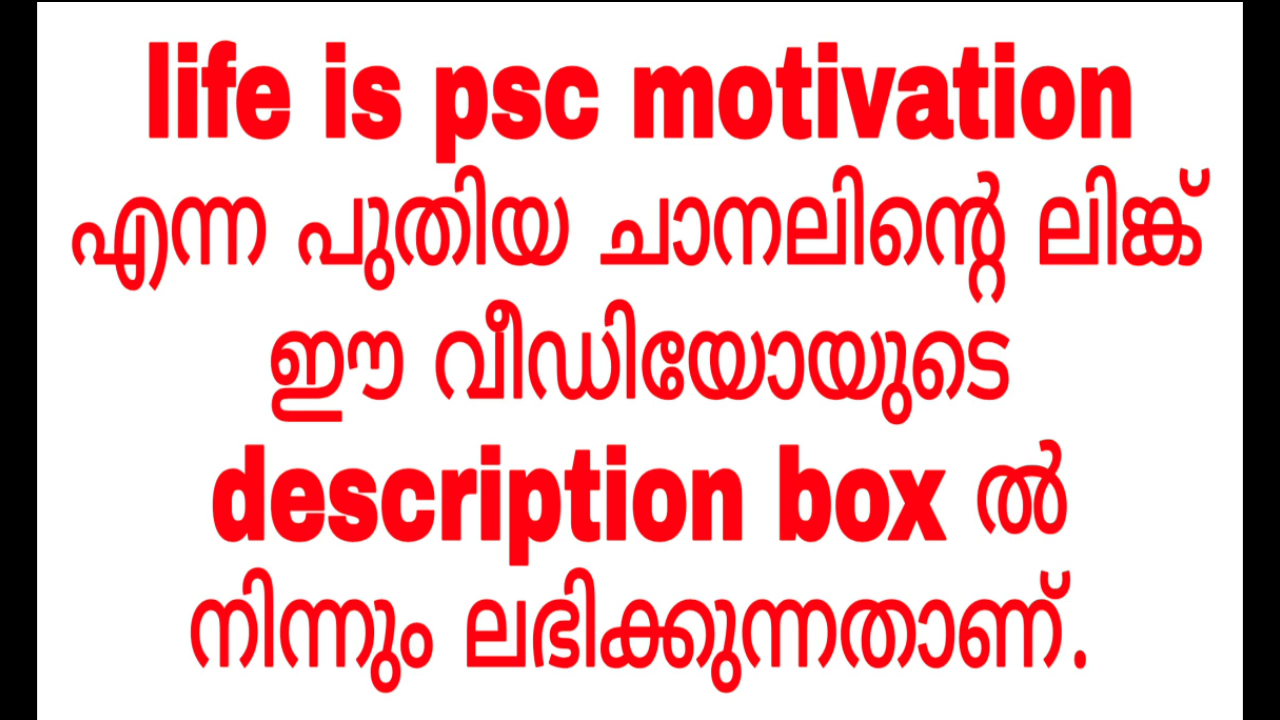 life is psc motivation
എന്ന പുതിയ ചാനലിന്റെ ലിങ്ക്
ഈ വീഡിയോയുടെ
description box ൽ
നിന്നും ലഭിക്കുന്നതാണ്.